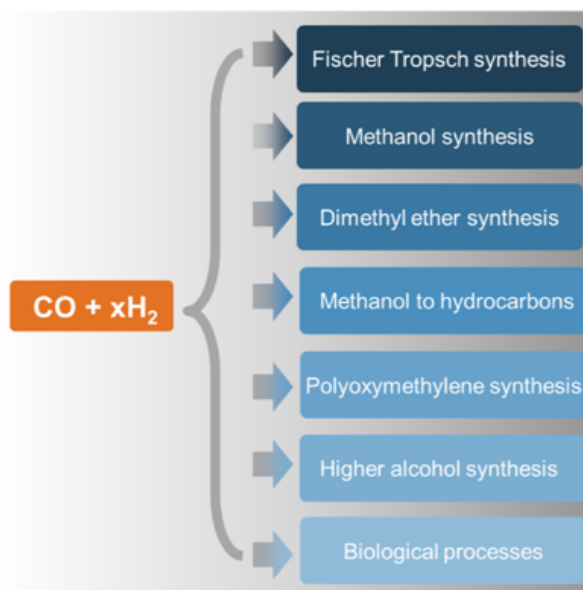 Fischer Tropsch synthesis
Methanol synthesis
Dimethyl ether synthesis
CO + xH₂
Methanol to hydrocarbons
Polyoxymethylene synthesis
Higher alcohol synthesis
Biological processes